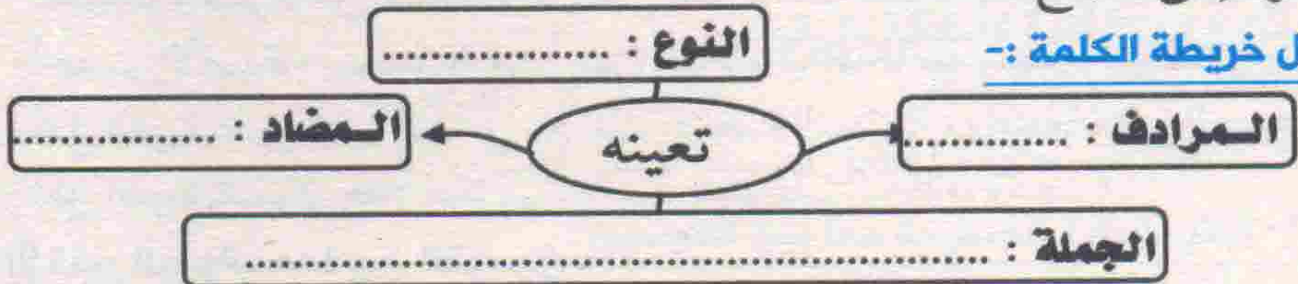 النوع : ..................
ل خريطة الكلمة :-
المرادف : ..............
تعينه
المضاد : .................
الجملة : ..............................................................